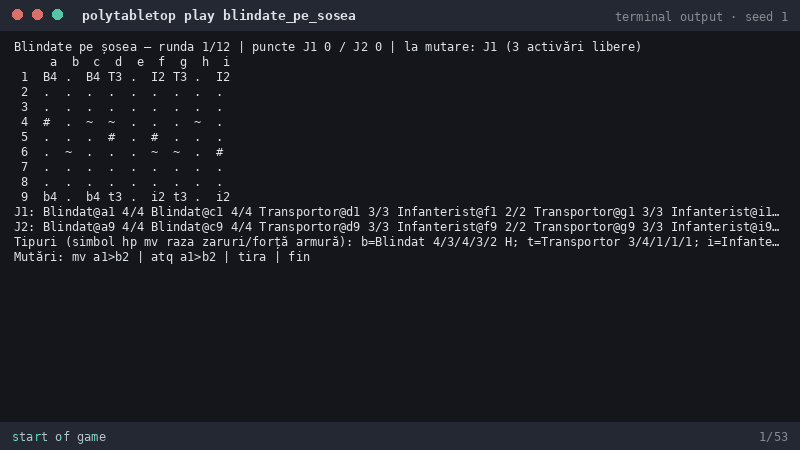 polytabletop play blindate_pe_sosea
terminal output · seed 1
Blindate pe șosea — runda 1/12 | puncte J1 0 / J2 0 | la mutare: J1 (3 activări libere)
a b c d e f g h i
1 B4 . B4 T3 . I2 T3 . I2
2 . . . . . . . . .
3 . . . . . . . . .
4 # . ~ ~ . . . ~ .
5 . . . # . # . . .
6 . ~ . . . ~ ~ . #
7 . . . . . . . . .
8 . . . . . . . . .
9 b4 . b4 t3 . i2 t3 . i2
J1: Blindat@a1 4/4 Blindat@c1 4/4 Transportor@d1 3/3 Infanterist@f1 2/2 Transportor@g1 3/3 Infanterist@i1…
J2: Blindat@a9 4/4 Blindat@c9 4/4 Transportor@d9 3/3 Infanterist@f9 2/2 Transportor@g9 3/3 Infanterist@i9…
Tipuri (simbol hp mv raza zaruri/forță armură): b=Blindat 4/3/4/3/2 H; t=Transportor 3/4/1/1/1; i=Infante…
Mutări: mv a1>b2 | atq a1>b2 | tira | fin
start of game
1/53